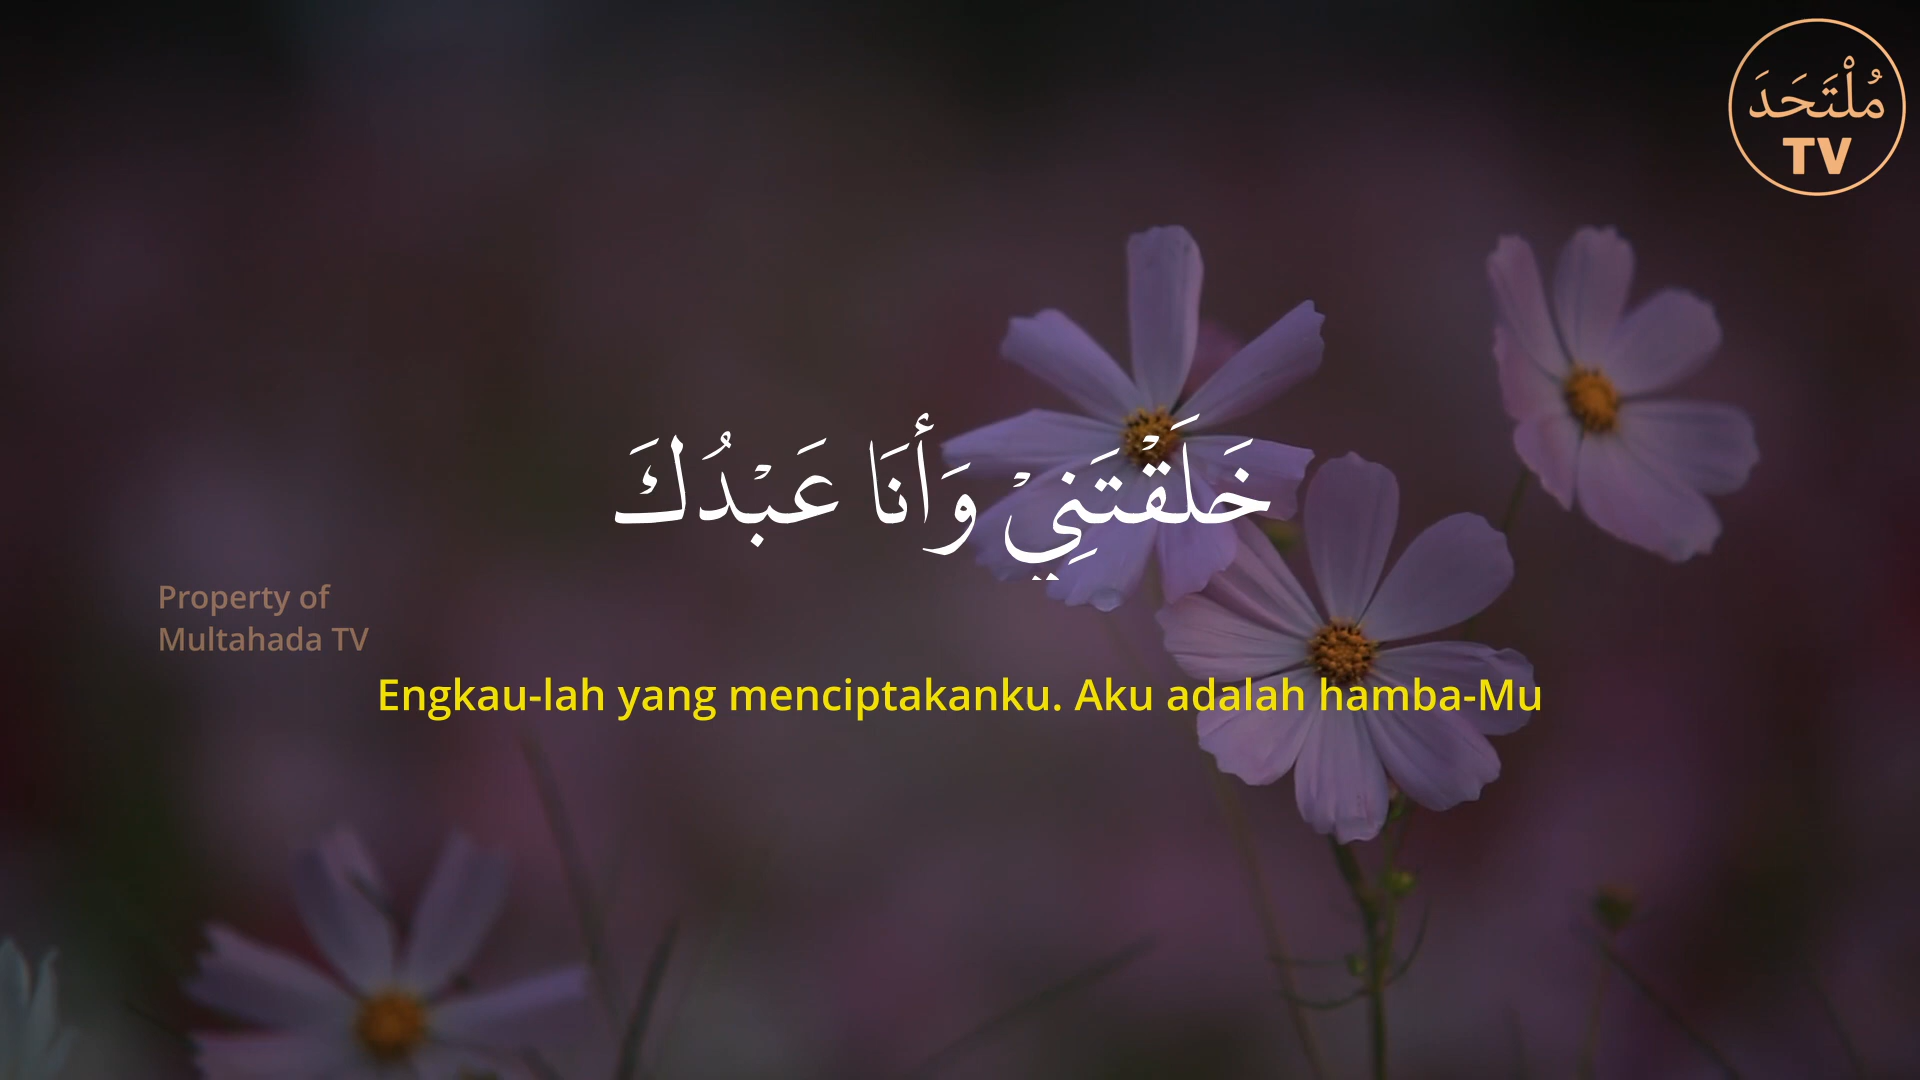 مُلْتَحَدَ
TV
خَلَقْتَنِيْ وَأَنَا عَبْدُكَ
Property of
Multahada TV
Engkau-lah yang menciptakanku. Aku adalah hamba-Mu